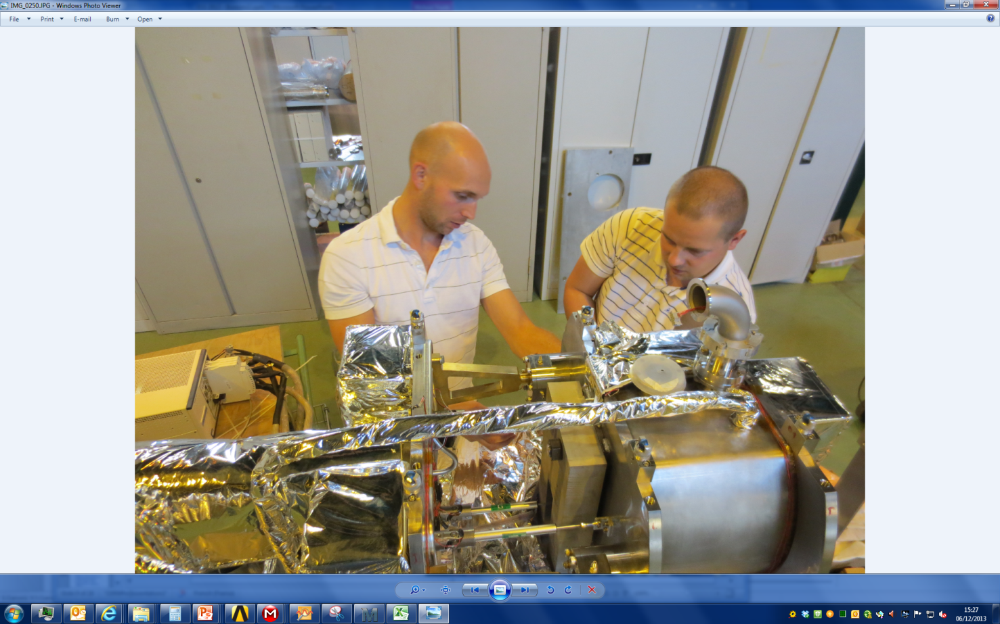 IMG_0250.JPG - Windows Photo Viewer
File Print E-mail Burn Open
15:27
06/12/2013